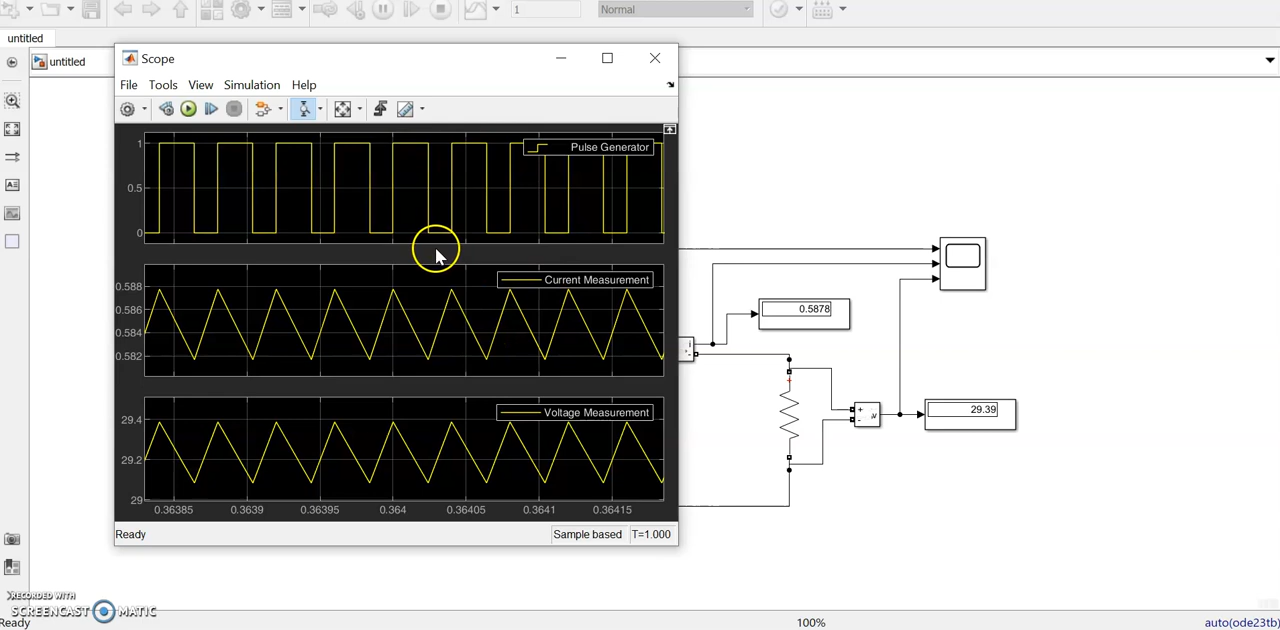 1
Normal
untitled
untitled
Scope
File Tools View Simulation Help
Pulse Generator
1
0.5
0
Current Measurement
0.588
0.586
0.584
0.582
Voltage Measurement
29.4
29.2
29
0.36385 0.3639 0.36395 0.364 0.36405 0.3641 0.36415
Ready
Sample based T=1.000
0.5878
i
+
-
+
+
-
v
29.39
RECORDED WITH
SCREENCAST MATIC
Ready
100%
auto(ode23tb)